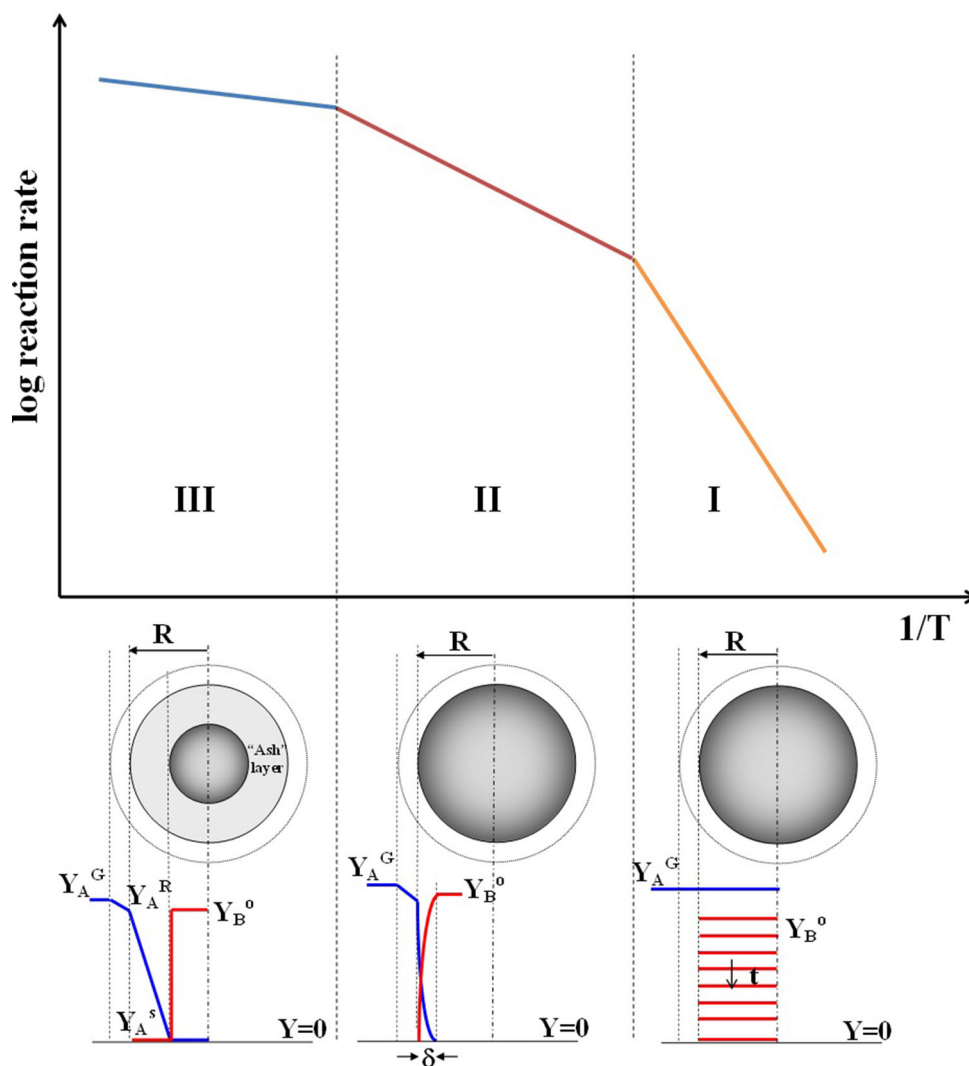 log reaction rate
III
II
I
1/T
R
R
R
"Ash"
layer
Y_A^G
Y_A^R
Y_B^o
Y_A^s
Y=0
Y_A^G
Y_B^o
Y=0
δ
Y_A^G
Y_B^o
t
Y=0